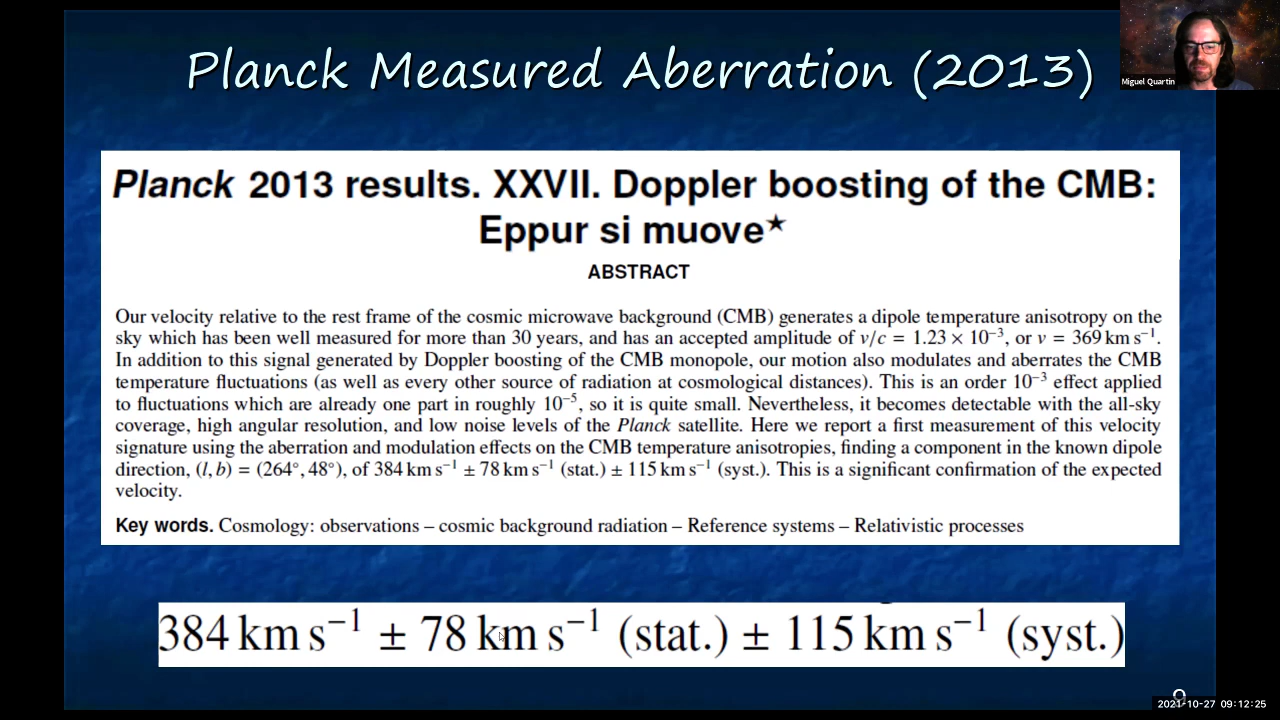 Planck Measured Aberration (2013)
Miguel Quartin
Planck 2013 results. XXVII. Doppler boosting of the CMB:
Eppur si muove★
ABSTRACT
Our velocity relative to the rest frame of the cosmic microwave background (CMB) generates a dipole temperature anisotropy on the
sky which has been well measured for more than 30 years, and has an accepted amplitude of v/c = 1.23 × 10⁻³, or v = 369 km s⁻¹.
In addition to this signal generated by Doppler boosting of the CMB monopole, our motion also modulates and aberrates the CMB
temperature fluctuations (as well as every other source of radiation at cosmological distances). This is an order 10⁻³ effect applied
to fluctuations which are already one part in roughly 10⁻⁵, so it is quite small. Nevertheless, it becomes detectable with the all-sky
coverage, high angular resolution, and low noise levels of the Planck satellite. Here we report a first measurement of this velocity
signature using the aberration and modulation effects on the CMB temperature anisotropies, finding a component in the known dipole
direction, (l, b) = (264°, 48°), of 384 km s⁻¹ ± 78 km s⁻¹ (stat.) ± 115 km s⁻¹ (syst.). This is a significant confirmation of the expected
velocity.
Key words. Cosmology: observations – cosmic background radiation – Reference systems – Relativistic processes
384 km s⁻¹ ± 78 km s⁻¹ (stat.) ± 115 km s⁻¹ (syst.)
2021-10-27 09:12:25